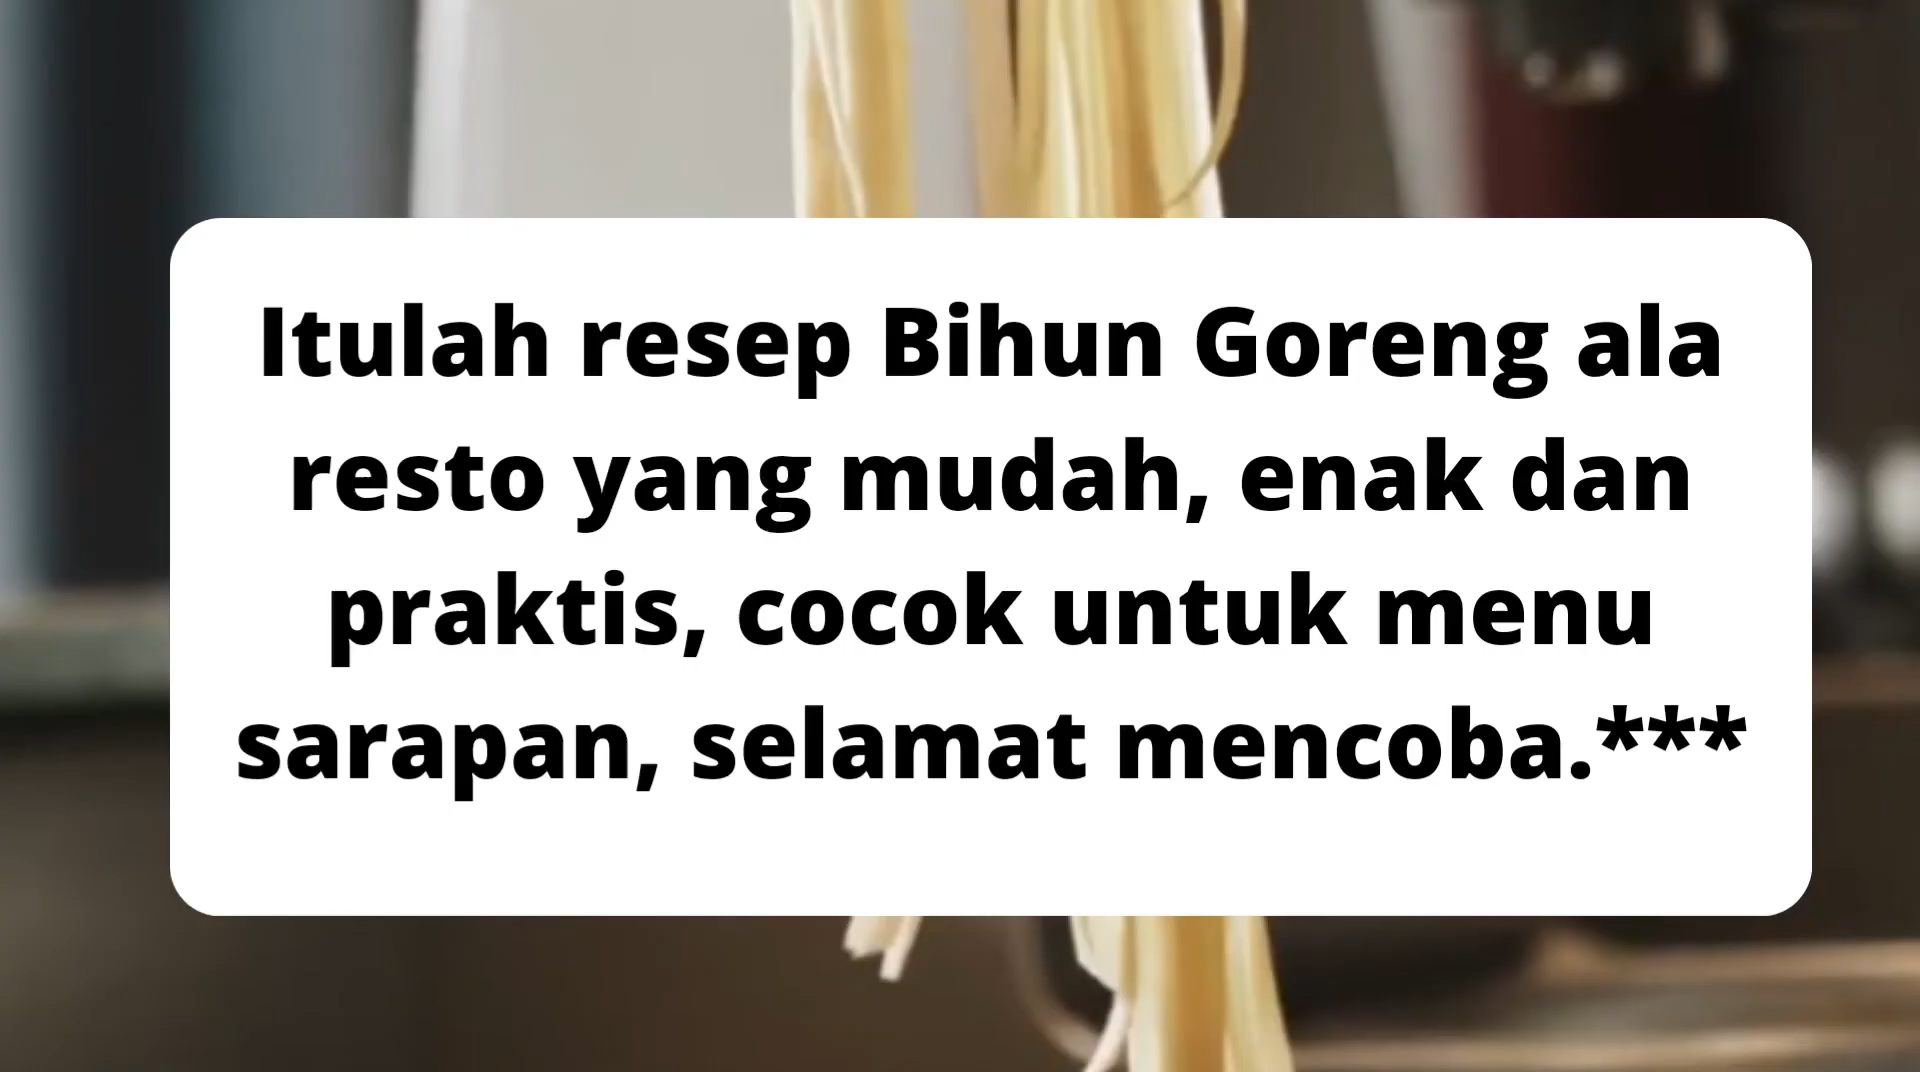 Itulah resep Bihun Goreng ala
resto yang mudah, enak dan
praktis, cocok untuk menu
sarapan, selamat mencoba.***